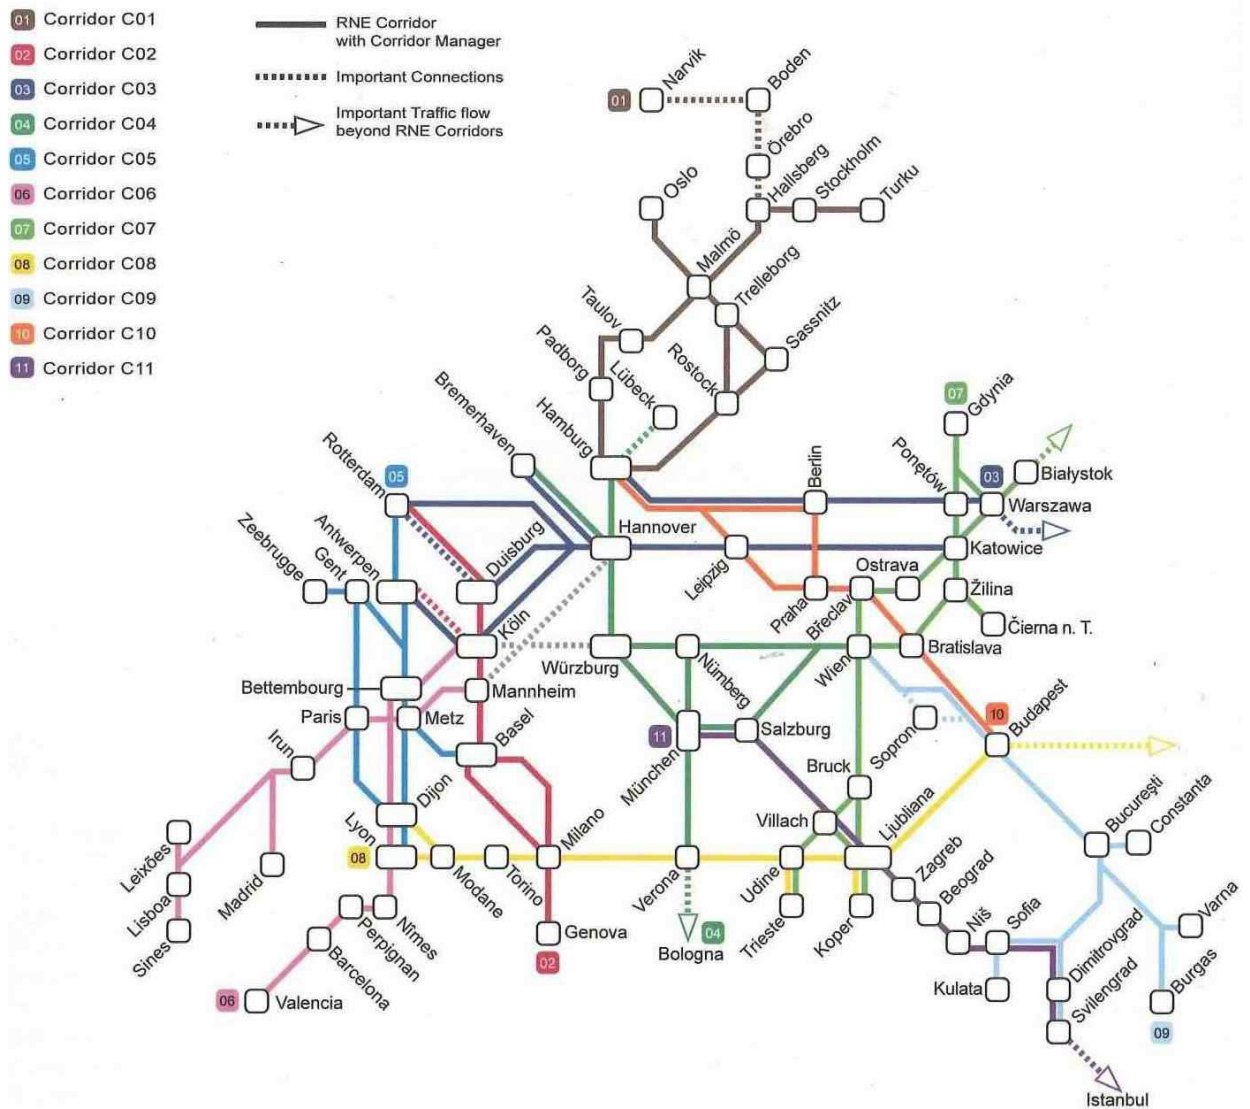 01 Corridor C01
02 Corridor C02
03 Corridor C03
04 Corridor C04
05 Corridor C05
06 Corridor C06
07 Corridor C07
08 Corridor C08
09 Corridor C09
10 Corridor C10
11 Corridor C11
RNE Corridor
with Corridor Manager
Important Connections
Important Traffic flow
beyond RNE Corridors
01
Narvik
Boden
Örebro
Hallsberg
Stockholm
Turku
Oslo
Malmö
Trelleborg
Sassnitz
Taulov
Padborg
Lübeck
Rostock
Hamburg
Bremerhaven
Rotterdam
05
Berlin
07
Gdynia
Ponętów
03
Białystok
Warszawa
Zeebrugge
Gent
Antwerpen
Duisburg
Hannover
Leipzig
Katowice
Ostrava
Praha
Břeclav
Žilina
Čierna n. T.
Köln
Würzburg
Nürnberg
Wien
Bratislava
Bettembourg
Mannheim
Paris
Metz
Basel
11
München
Salzburg
Sopron
10
Budapest
Irun
Dijon
Bruck
Villach
Ljubliana
Bucureşti
Constanta
Leixões
Lisboa
Sines
Madrid
Lyon
08
Modane
Torino
Milano
Verona
Udine
Trieste
Koper
Zagreb
Beograd
Niš
Sofia
Dimitrovgrad
Svilengrad
Varna
Burgas
09
Nîmes
Perpignan
Barcelona
06
Valencia
Genova
02
Bologna
04
Kulata
Istanbul